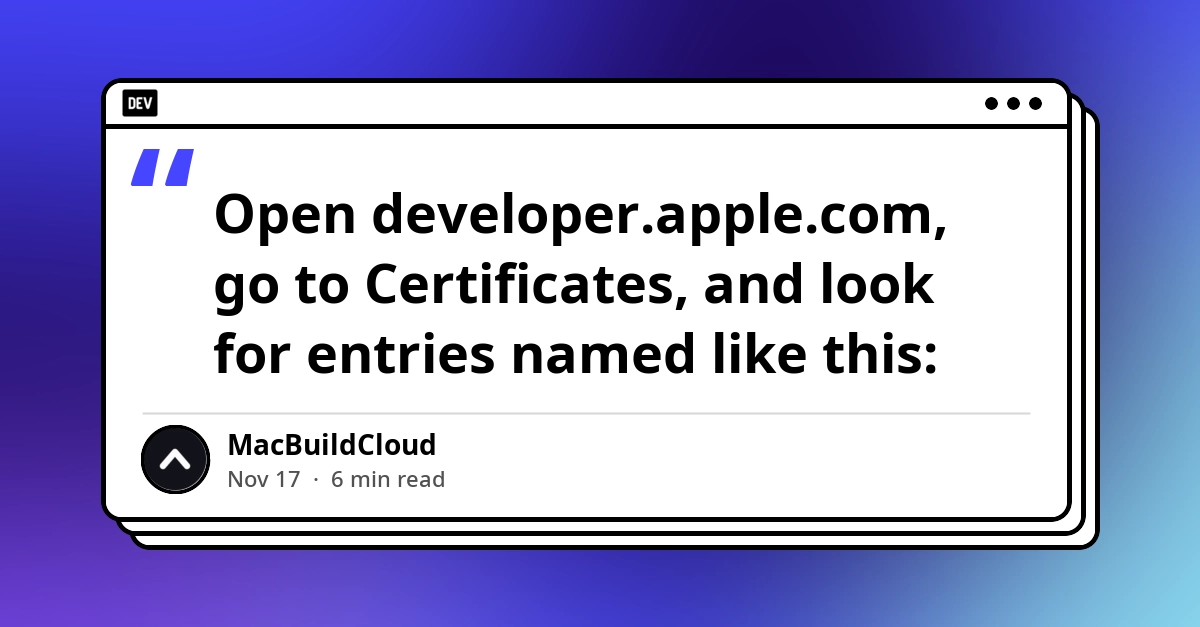 DEV
“
Open developer.apple.com,
go to Certificates, and look
for entries named like this:
MacBuildCloud
Nov 17 · 6 min read